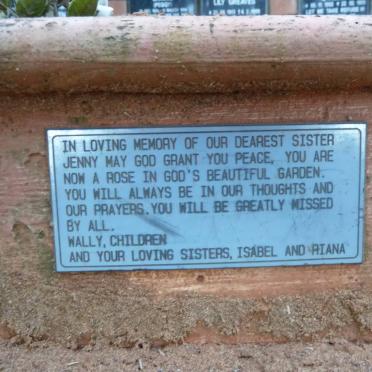 LILY GREAVES
IN LOVING MEMORY OF OUR DEAREST SISTER
JENNY MAY GOD GRANT YOU PEACE, YOU ARE
NOW A ROSE IN GOD'S BEAUTIFUL GARDEN.
YOU WILL ALWAYS BE IN OUR THOUGHTS AND
OUR PRAYERS.YOU WILL BE GREATLY MISSED
BY ALL.
WALLY, CHILDREN
AND YOUR LOVING SISTERS, ISABEL AND RIANA